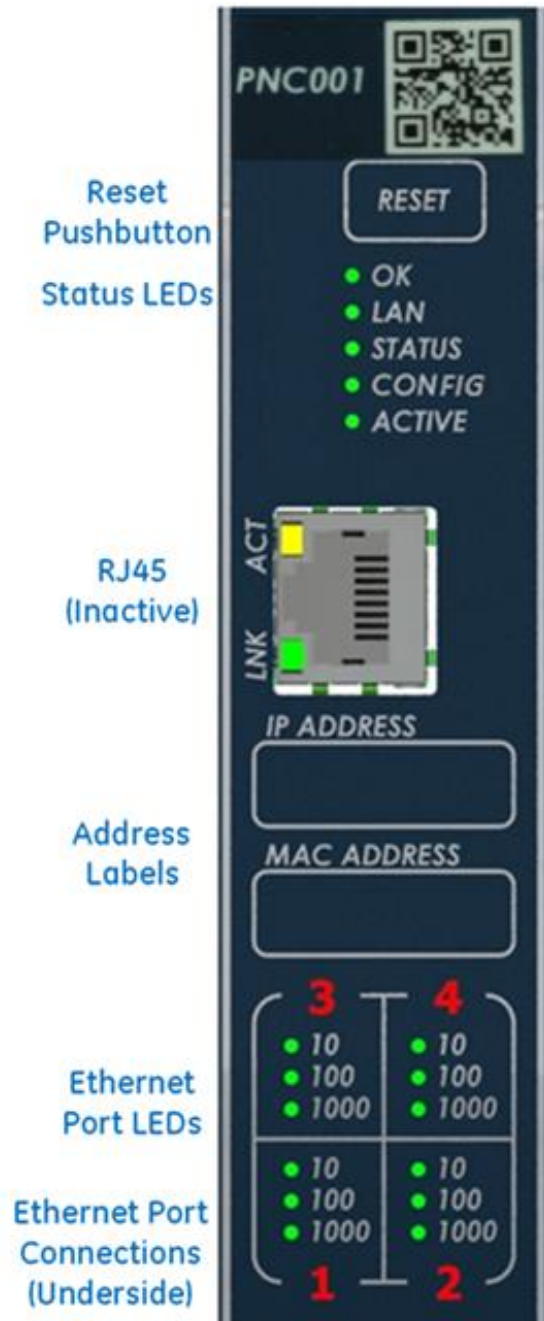 PNC001
Reset
Pushbutton
RESET
Status LEDs
OK
LAN
STATUS
CONFIG
ACTIVE
RJ45
(Inactive)
ACT
LNK
IP ADDRESS
Address
Labels
MAC ADDRESS
3 4
Ethernet
Port LEDs
10 10
100 100
1000 1000
Ethernet Port
Connections
(Underside)
10 10
100 100
1000 1000
1 2